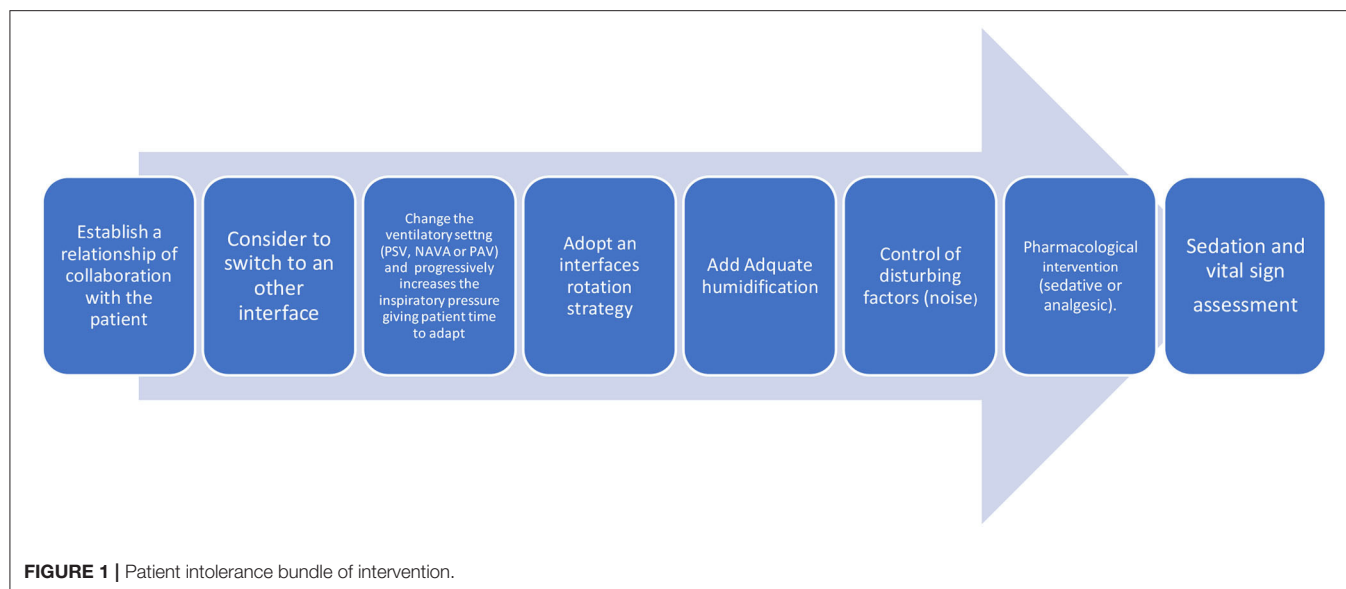 Establish a
relationship of
collaboration
with the
patient
Consider to
switch to an
other
interface
Change the
ventilatory settng
(PSV, NAVA or PAV)
and progressively
increases the
inspiratory pressure
giving patient time
to adapt
Adopt an
interfaces
rotation
strategy
Add Adquate
humidification
Control of
disturbing
factors (noise)
Pharmacological
intervention
(sedative or
analgesic).
Sedation and
vital sign
assessment
FIGURE 1 | Patient intolerance bundle of intervention.